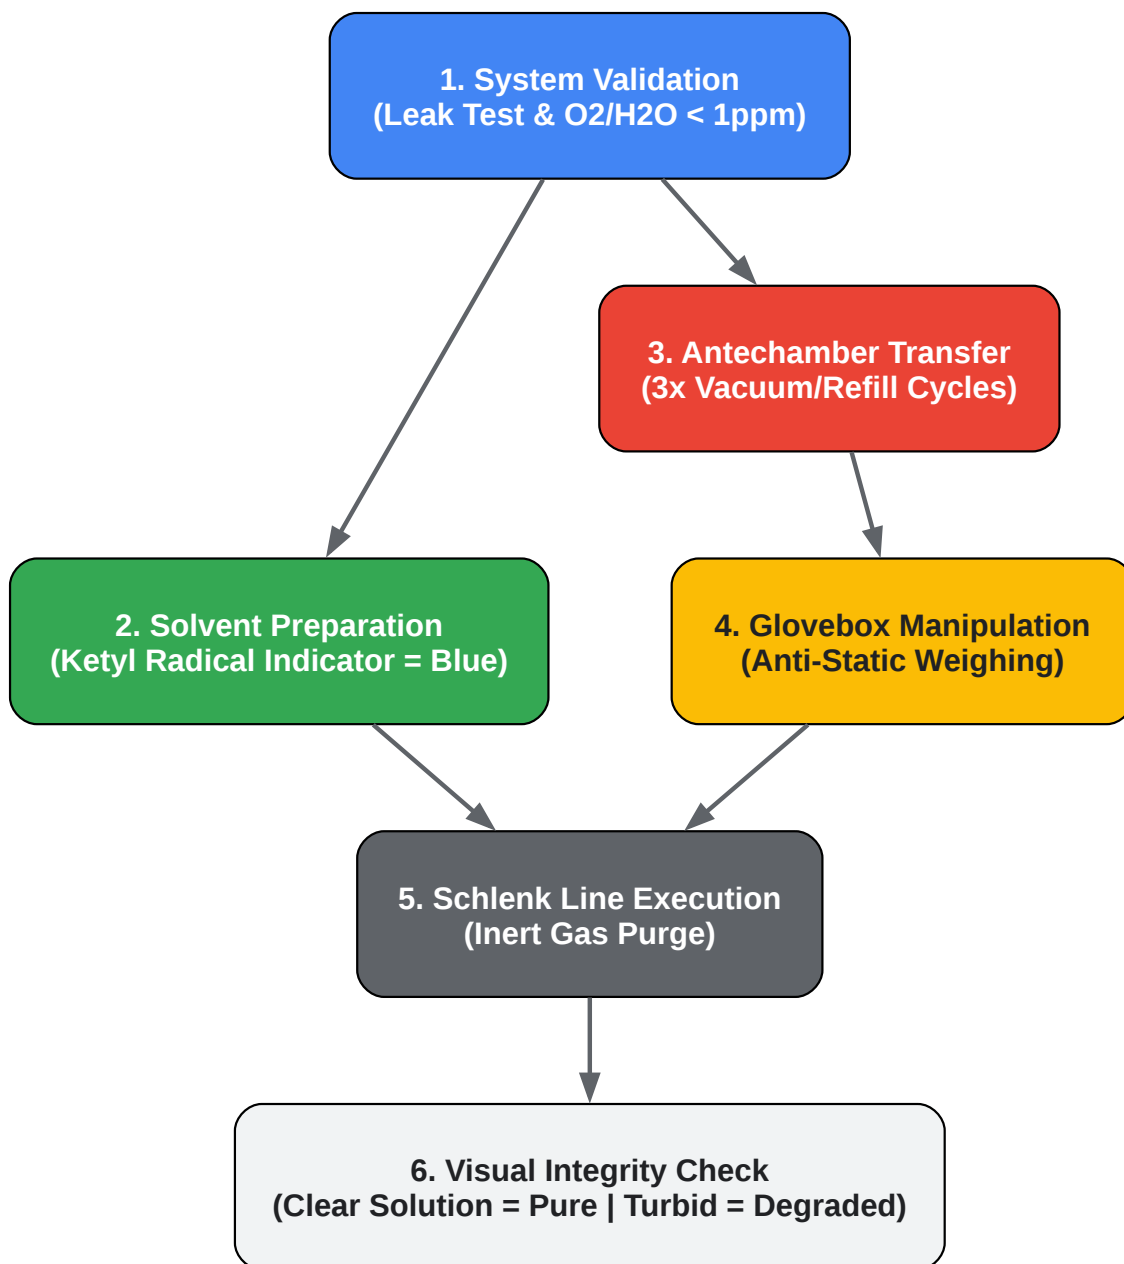 1. System Validation
(Leak Test & O2/H2O < 1ppm)
3. Antechamber Transfer
(3x Vacuum/Refill Cycles)
2. Solvent Preparation
(Ketyl Radical Indicator = Blue)
4. Glovebox Manipulation
(Anti-Static Weighing)
5. Schlenk Line Execution
(Inert Gas Purge)
6. Visual Integrity Check
(Clear Solution = Pure | Turbid = Degraded)